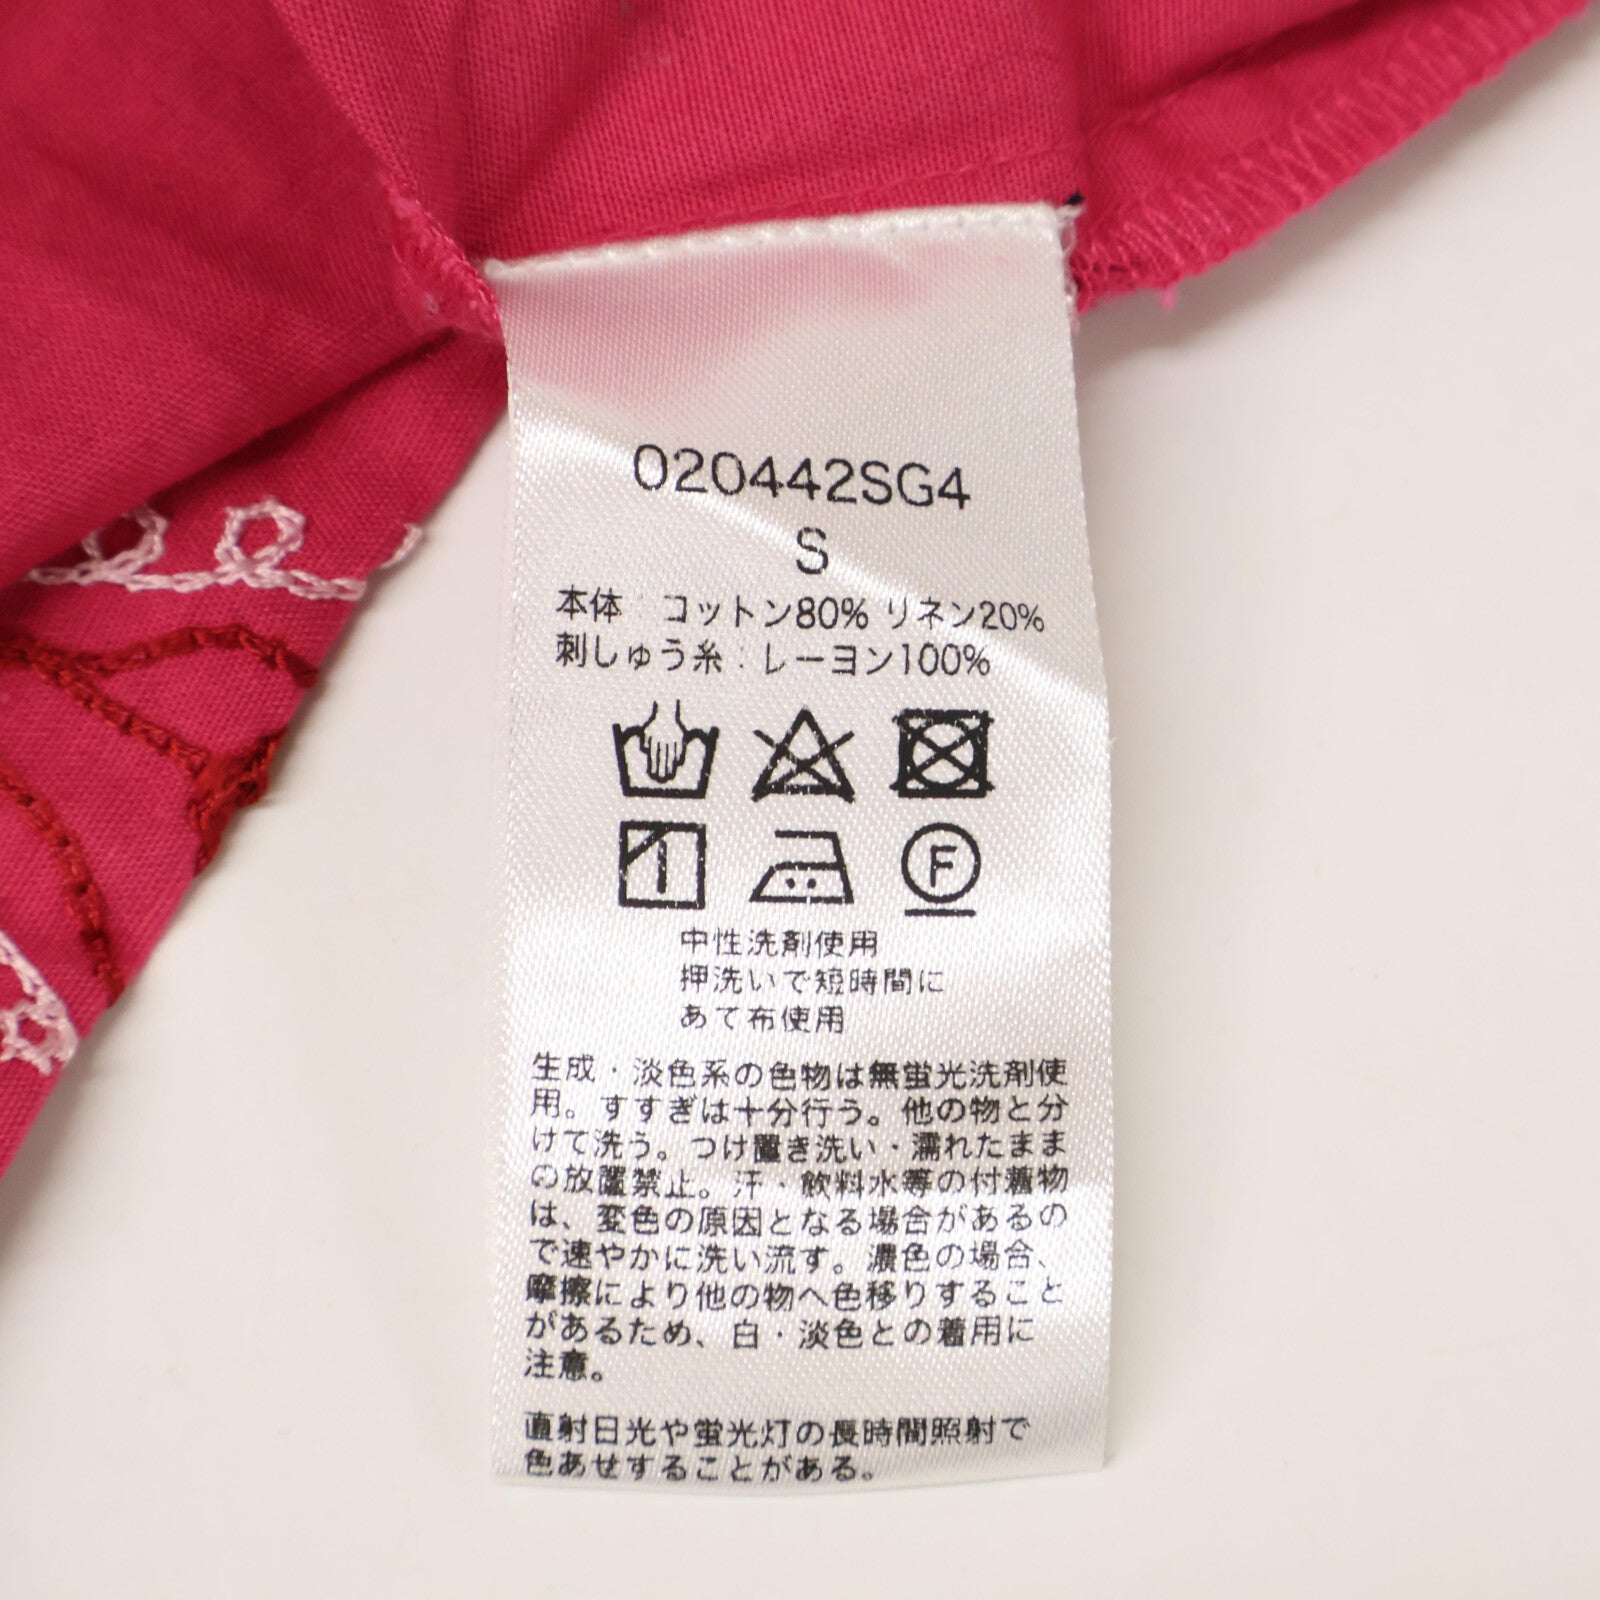 020442SG4
S
本体：コットン80% リネン20%
刺しゅう糸：レーヨン100%
F
中性洗剤使用
押洗いで短時間に
あて布使用
生成・淡色系の色物は無蛍光洗剤使
用。すすぎは十分行う。他の物と分
けて洗う。つけ置き洗い・濡れたまま
の放置禁止。汗・飲料水等の付着物
は、変色の原因となる場合があるの
で速やかに洗い流す。濃色の場合、
摩擦により他の物へ色移りすること
があるため、白・淡色との着用に
注意。
直射日光や蛍光灯の長時間照射で
色あせすることがある。